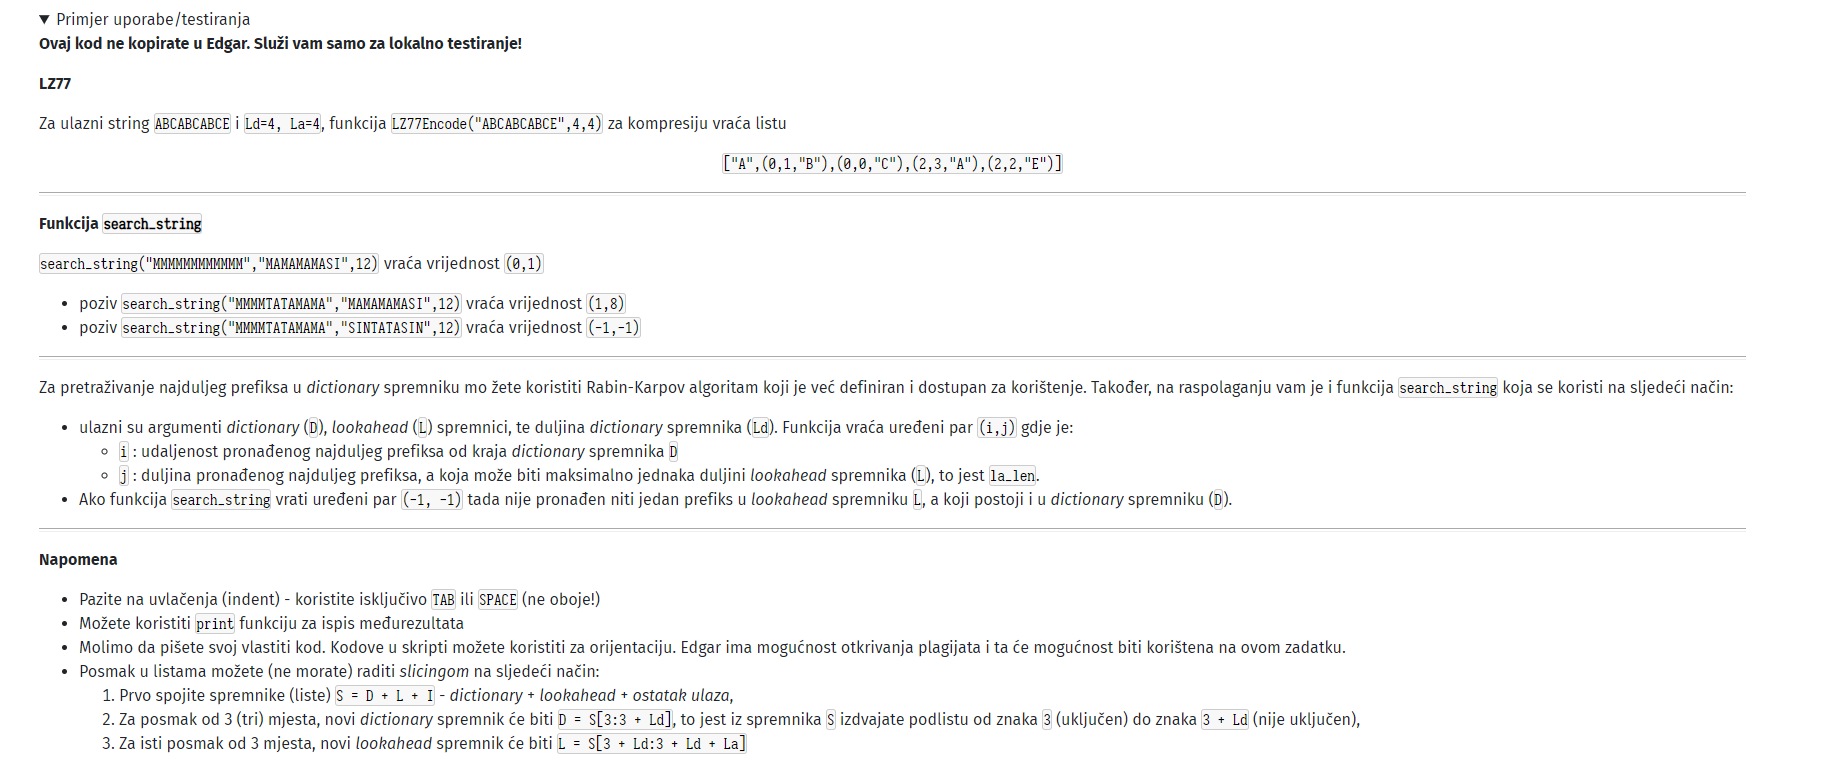 ▼ Primjer uporabe/testiranja
Ovaj kod ne kopirate u Edgar. Služi vam samo za lokalno testiranje!
LZ77
Za ulazni string ABCABCABCE i Ld=4, La=4, funkcija LZ77Encode("ABCABCABCE",4,4) za kompresiju vraća listu
["A",(0,1,"B"),(0,0,"C"),(2,3,"A"),(2,2,"E")]
Funkcija search_string
search_string("MMMMMMMMMMMM","MAMAMAMASI",12) vraća vrijednost (0,1)
• poziv search_string("MMMMTATAMAMA","MAMAMAMASI",12) vraća vrijednost (1,8)
• poziv search_string("MMMMTATAMAMA","SINTATASIN",12) vraća vrijednost (-1,-1)
Za pretraživanje najduljeg prefiksa u dictionary spremniku mo žete koristiti Rabin-Karpov algoritam koji je već definiran i dostupan za korištenje. Također, na raspolaganju vam je i funkcija search_string koja se koristi na sljedeći način:
• ulazni su argumenti dictionary (D), lookahead (L) spremnici, te duljina dictionary spremnika (Ld). Funkcija vraća uređeni par (i,j) gdje je:
◦ i : udaljenost pronađenog najduljeg prefiksa od kraja dictionary spremnika D
◦ j : duljina pronađenog najduljeg prefiksa, a koja može biti maksimalno jednaka duljini lookahead spremnika (L), to jest la_len.
• Ako funkcija search_string vrati uređeni par (-1, -1) tada nije pronađen niti jedan prefiks u lookahead spremniku L, a koji postoji i u dictionary spremniku (D).
Napomena
• Pazite na uvlačenja (indent) - koristite isključivo TAB ili SPACE (ne oboje!)
• Možete koristiti print funkciju za ispis međurezultata
• Molimo da pišete svoj vlastiti kod. Kodove u skripti možete koristiti za orijentaciju. Edgar ima mogućnost otkrivanja plagijata i ta će mogućnost biti korištena na ovom zadatku.
• Posmak u listama možete (ne morate) raditi slicingom na sljedeći način:
1. Prvo spojite spremnike (liste) S = D + L + I - dictionary + lookahead + ostatak ulaza,
2. Za posmak od 3 (tri) mjesta, novi dictionary spremnik će biti D = S[3:3 + Ld], to jest iz spremnika S izdvajate podlistu od znaka 3 (uključen) do znaka 3 + Ld (nije uključen),
3. Za isti posmak od 3 mjesta, novi lookahead spremnik će biti L = S[3 + Ld:3 + Ld + La]